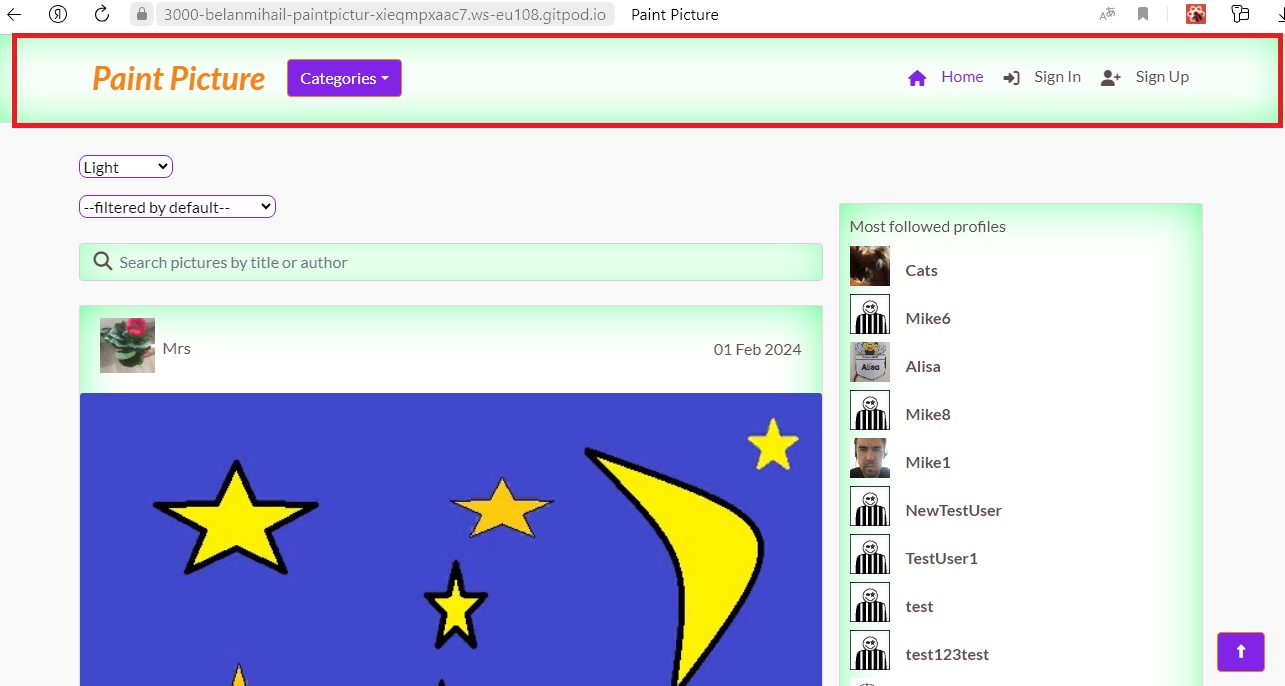 3000-belanmihail-paintpictur-xieqmpxaac7.ws-eu108.gitpod.io Paint Picture
Paint Picture Categories Home Sign In Sign Up
Light
--filtered by default--
Search pictures by title or author
Mrs 01 Feb 2024
Most followed profiles
Cats
Mike6
Alisa
Alisa
Mike8
Mike1
NewTestUser
TestUser1
test
test123test